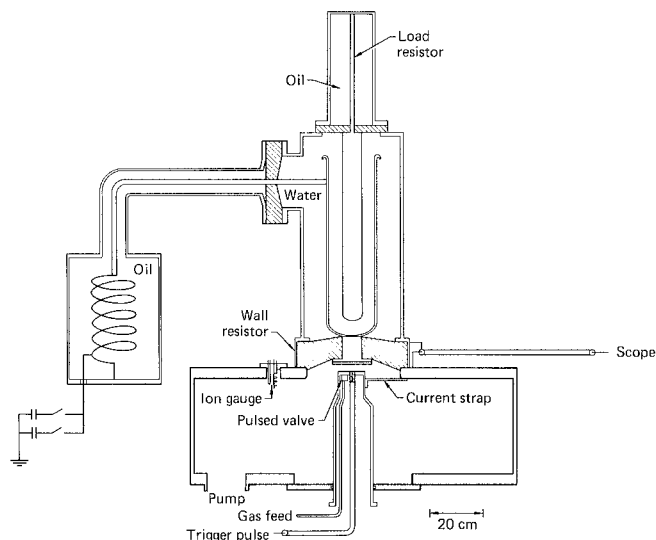 Load
resistor
Oil
Water
Oil
Wall
resistor
Scope
Ion gauge
Current strap
Pulsed valve
Pump
Gas feed
20 cm
Trigger pulse